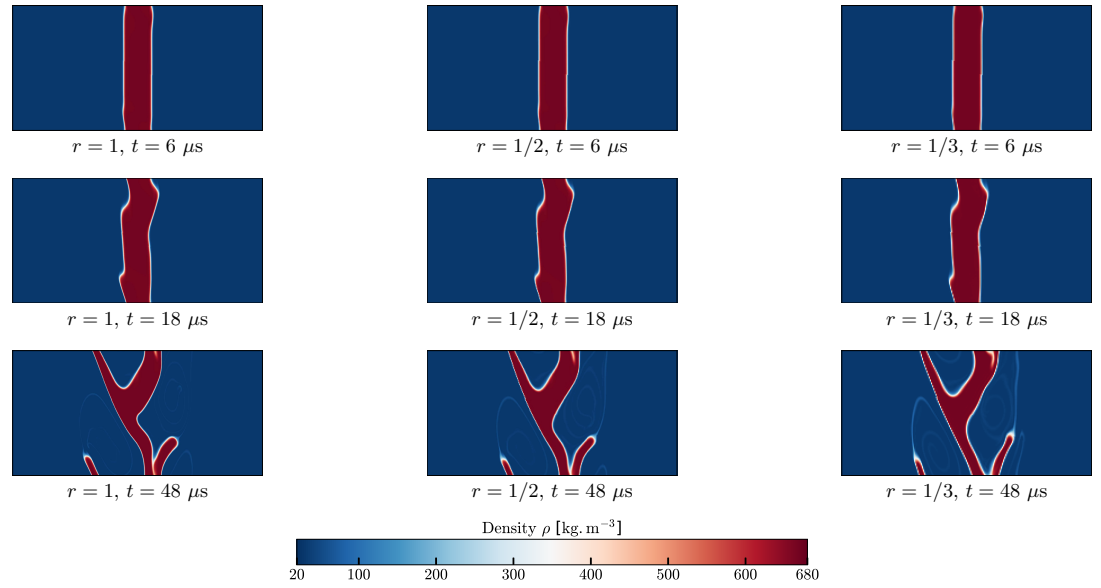 r = 1, t = 6 μs
r = 1/2, t = 6 μs
r = 1/3, t = 6 μs
r = 1, t = 18 μs
r = 1/2, t = 18 μs
r = 1/3, t = 18 μs
r = 1, t = 48 μs
r = 1/2, t = 48 μs
r = 1/3, t = 48 μs
Density ρ [kg.m⁻³]
20 100 200 300 400 500 600 680